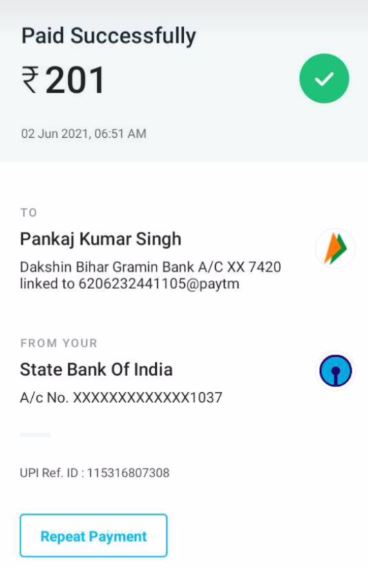 Paid Successfully
₹201
02 Jun 2021, 06:51 AM
TO
Pankaj Kumar Singh
Dakshin Bihar Gramin Bank A/C XX 7420
linked to 6206232441105@paytm
FROM YOUR
State Bank Of India
A/c No. XXXXXXXXXXXXX1037
UPI Ref. ID : 115316807308
Repeat Payment